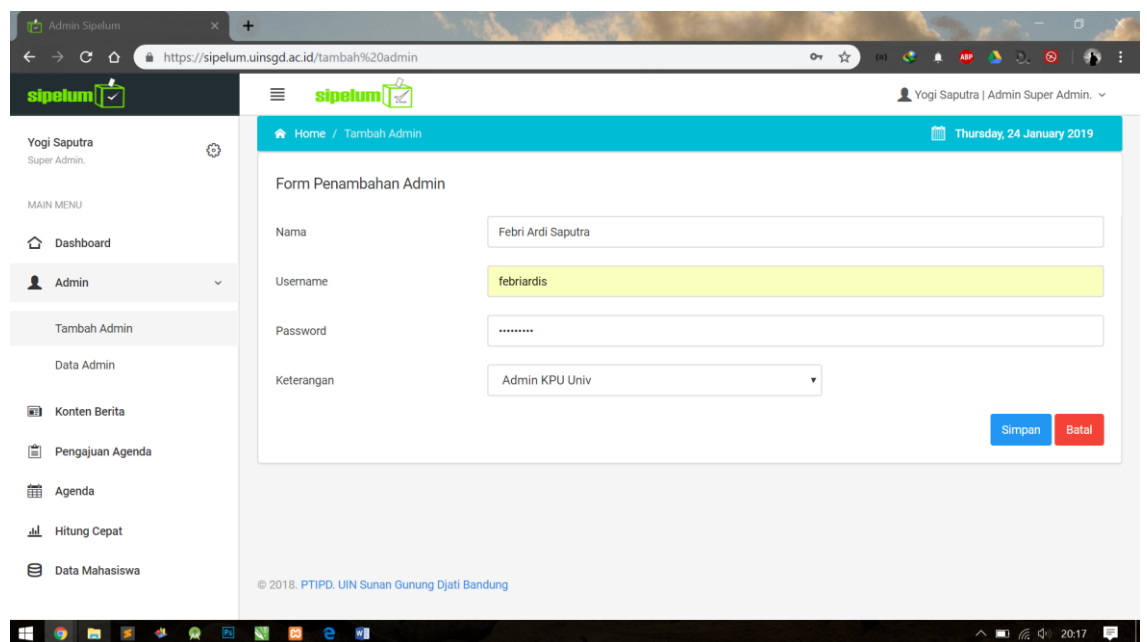 Admin Sipelum
https://sipelum.uinsgd.ac.id/tambah%20admin
ABP
sipelum
sipelum
Yogi Saputra | Admin Super Admin.
Yogi Saputra
Super Admin.
Home / Tambah Admin
Thursday, 24 January 2019
MAIN MENU
Dashboard
Admin
Tambah Admin
Data Admin
Konten Berita
Pengajuan Agenda
Agenda
Hitung Cepat
Data Mahasiswa
Form Penambahan Admin
Nama
Febri Ardi Saputra
Username
febriardis
Password
•••••••••
Keterangan
Admin KPU Univ
Simpan
Batal
© 2018. PTIPD. UIN Sunan Gunung Djati Bandung
20:17